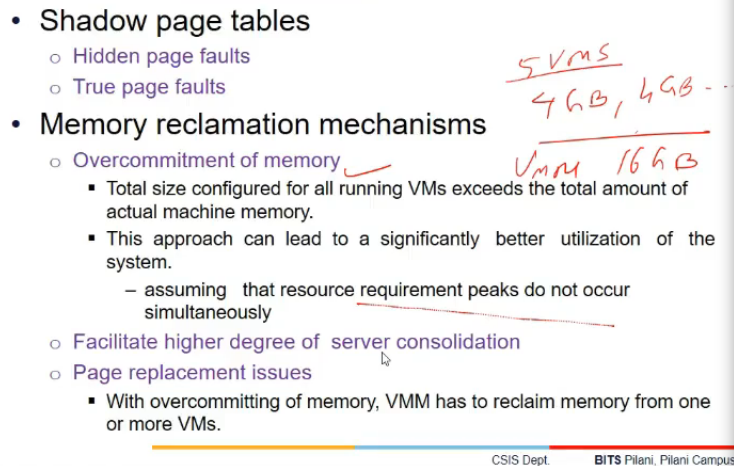 • Shadow page tables
o Hidden page faults
o True page faults
5 VMS
4 GB, 4GB - - -
• Memory reclamation mechanisms
VMM 16GB
o Overcommitment of memory
▪ Total size configured for all running VMs exceeds the total amount of
actual machine memory.
▪ This approach can lead to a significantly better utilization of the
system.
– assuming that resource requirement peaks do not occur
simultaneously
o Facilitate higher degree of server consolidation
o Page replacement issues
▪ With overcommitting of memory, VMM has to reclaim memory from one
or more VMs.
CSIS Dept. BITS Pilani, Pilani Campus